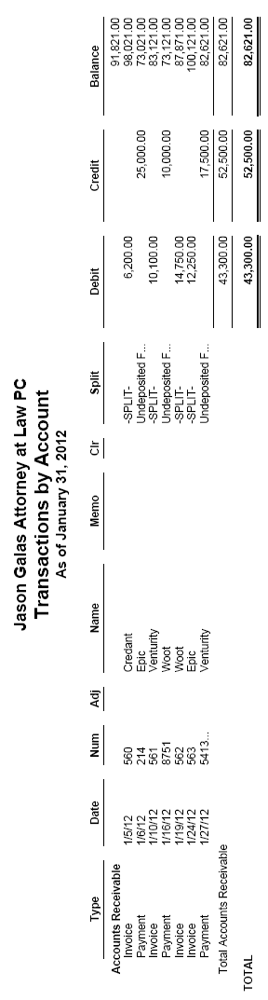 Jason Galas Attorney at Law PC
Transactions by Account
As of January 31, 2012
Type Date Num Adj Name Memo Clr Split Debit Credit Balance
Accounts Receivable 91,821.00
Invoice 1/5/12 560 Credant -SPLIT- 6,200.00 98,021.00
Payment 1/6/12 214 Epic Undeposited F... 25,000.00 73,021.00
Invoice 1/10/12 561 Venturity -SPLIT- 10,100.00 83,121.00
Payment 1/16/12 8751 Woot Undeposited F... 10,000.00 73,121.00
Invoice 1/19/12 562 Woot -SPLIT- 14,750.00 87,871.00
Invoice 1/24/12 563 Epic -SPLIT- 12,250.00 100,121.00
Payment 1/27/12 5413... Venturity Undeposited F... 17,500.00 82,621.00
Total Accounts Receivable 43,300.00 52,500.00 82,621.00
TOTAL 43,300.00 52,500.00 82,621.00